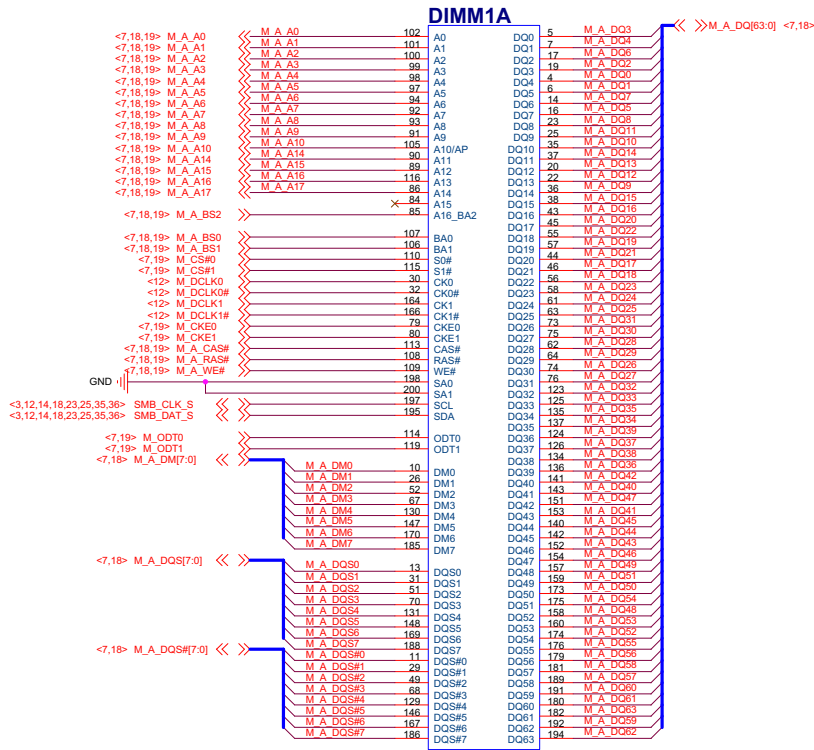 DIMM1A
M_A_DQ[63:0] <7,18>
<7,18,19> M_A_A0 M_A_A0 102 A0 DQ0 5 M_A_DQ3
<7,18,19> M_A_A1 M_A_A1 101 A1 DQ1 7 M_A_DQ4
<7,18,19> M_A_A2 M_A_A2 100 A2 DQ2 17 M_A_DQ6
<7,18,19> M_A_A3 M_A_A3 99 A3 DQ3 19 M_A_DQ2
<7,18,19> M_A_A4 M_A_A4 98 A4 DQ4 4 M_A_DQ0
<7,18,19> M_A_A5 M_A_A5 97 A5 DQ5 6 M_A_DQ1
<7,18,19> M_A_A6 M_A_A6 94 A6 DQ6 14 M_A_DQ7
<7,18,19> M_A_A7 M_A_A7 92 A7 DQ7 16 M_A_DQ5
<7,18,19> M_A_A8 M_A_A8 93 A8 DQ8 23 M_A_DQ8
<7,18,19> M_A_A9 M_A_A9 91 A9 DQ9 25 M_A_DQ11
<7,18,19> M_A_A10 M_A_A10 105 A10/AP DQ10 35 M_A_DQ10
<7,18,19> M_A_A14 M_A_A14 90 A11 DQ11 37 M_A_DQ14
<7,18,19> M_A_A15 M_A_A15 89 A12 DQ12 20 M_A_DQ13
<7,18,19> M_A_A16 M_A_A16 116 A13 DQ13 22 M_A_DQ12
<7,18,19> M_A_A17 M_A_A17 86 A14 DQ14 36 M_A_DQ9
84 A15 DQ15 38 M_A_DQ15
<7,18,19> M_A_BS2 85 A16_BA2 DQ16 43 M_A_DQ16
DQ17 45 M_A_DQ20
<7,18,19> M_A_BS0 107 BA0 DQ18 55 M_A_DQ22
<7,18,19> M_A_BS1 106 BA1 DQ19 57 M_A_DQ19
<7,19> M_CS#0 110 S0# DQ20 44 M_A_DQ21
<7,19> M_CS#1 115 S1# DQ21 46 M_A_DQ17
<12> M_DCLK0 30 CK0 DQ22 56 M_A_DQ18
<12> M_DCLK0# 32 CK0# DQ23 58 M_A_DQ23
<12> M_DCLK1 164 CK1 DQ24 61 M_A_DQ24
<12> M_DCLK1# 166 CK1# DQ25 63 M_A_DQ25
<7,19> M_CKE0 79 CKE0 DQ26 73 M_A_DQ31
<7,19> M_CKE1 80 CKE1 DQ27 75 M_A_DQ30
<7,18,19> M_A_CAS# 113 CAS# DQ28 62 M_A_DQ28
<7,18,19> M_A_RAS# 108 RAS# DQ29 64 M_A_DQ29
<7,18,19> M_A_WE# 109 WE# DQ30 74 M_A_DQ26
GND 198 SA0 DQ31 76 M_A_DQ27
200 SA1 DQ32 123 M_A_DQ32
<3,12,14,18,23,25,35,36> SMB_CLK_S 197 SCL DQ33 125 M_A_DQ33
<3,12,14,18,23,25,35,36> SMB_DAT_S 195 SDA DQ34 135 M_A_DQ35
DQ35 137 M_A_DQ34
<7,19> M_ODT0 114 ODT0 DQ36 124 M_A_DQ39
<7,19> M_ODT1 119 ODT1 DQ37 126 M_A_DQ37
<7,18> M_A_DM[7:0] DQ38 134 M_A_DQ38
M_A_DM0 10 DM0 DQ39 136 M_A_DQ36
M_A_DM1 26 DM1 DQ40 141 M_A_DQ42
M_A_DM2 52 DM2 DQ41 143 M_A_DQ40
M_A_DM3 67 DM3 DQ42 151 M_A_DQ47
M_A_DM4 130 DM4 DQ43 153 M_A_DQ41
M_A_DM5 147 DM5 DQ44 140 M_A_DQ45
M_A_DM6 170 DM6 DQ45 142 M_A_DQ44
M_A_DM7 185 DM7 DQ46 152 M_A_DQ43
DQ47 154 M_A_DQ46
<7,18> M_A_DQS[7:0] M_A_DQS0 13 DQS0 DQ48 157 M_A_DQ49
M_A_DQS1 31 DQS1 DQ49 159 M_A_DQ51
M_A_DQS2 51 DQS2 DQ50 173 M_A_DQ50
M_A_DQS3 70 DQS3 DQ51 175 M_A_DQ54
M_A_DQS4 131 DQS4 DQ52 158 M_A_DQ48
M_A_DQS5 148 DQS5 DQ53 160 M_A_DQ53
M_A_DQS6 169 DQS6 DQ54 174 M_A_DQ52
M_A_DQS7 188 DQS7 DQ55 176 M_A_DQ55
<7,18> M_A_DQS#[7:0] M_A_DQS#0 11 DQS#0 DQ56 179 M_A_DQ56
M_A_DQS#1 29 DQS#1 DQ57 181 M_A_DQ58
M_A_DQS#2 49 DQS#2 DQ58 189 M_A_DQ57
M_A_DQS#3 68 DQS#3 DQ59 191 M_A_DQ60
M_A_DQS#4 129 DQS#4 DQ60 180 M_A_DQ61
M_A_DQS#5 146 DQS#5 DQ61 182 M_A_DQ63
M_A_DQS#6 167 DQS#6 DQ62 192 M_A_DQ59
M_A_DQS#7 186 DQS#7 DQ63 194 M_A_DQ62